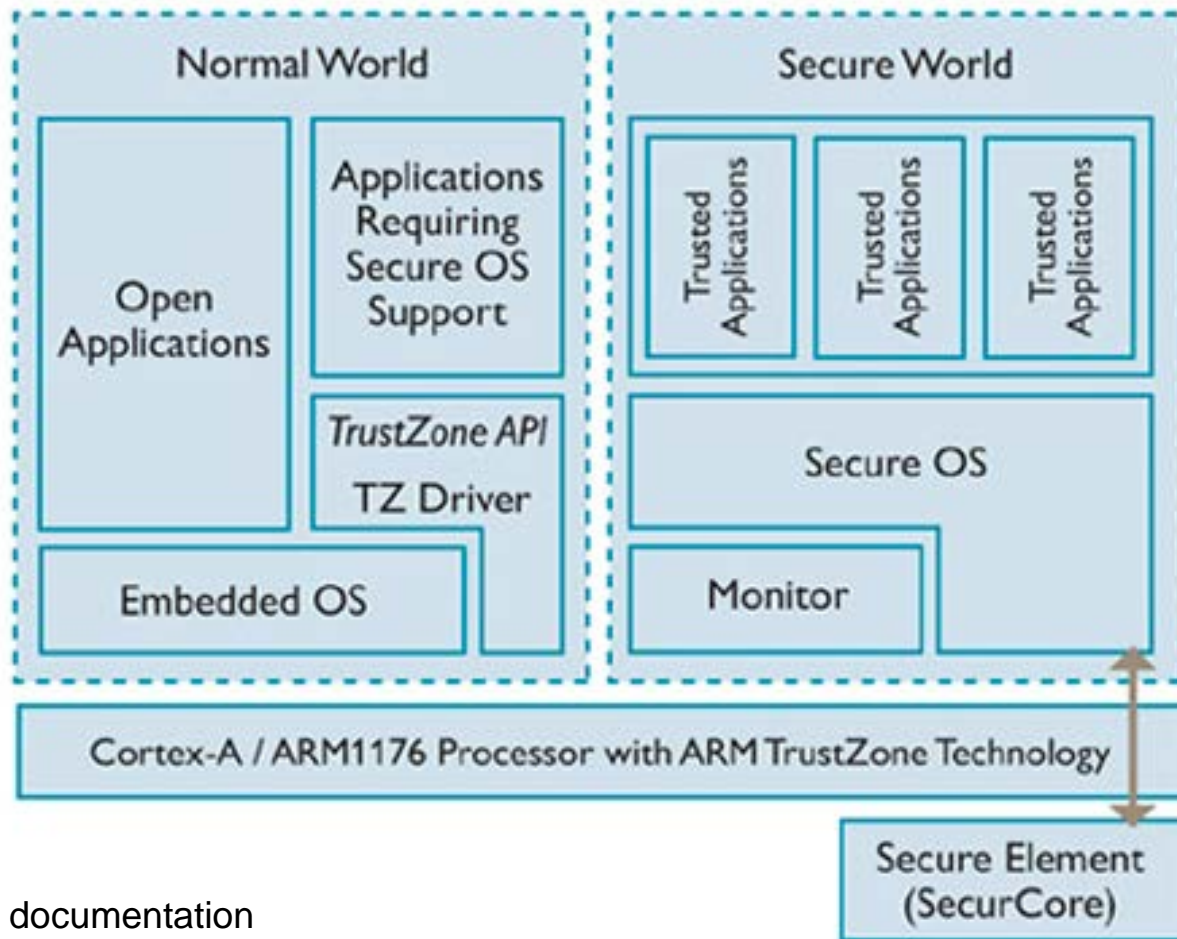 Normal World
Open
Applications
Applications
Requiring
Secure OS
Support
TrustZone API
TZ Driver
Embedded OS
Secure World
Trusted
Applications
Trusted
Applications
Trusted
Applications
Secure OS
Monitor
Cortex-A / ARM1176 Processor with ARM TrustZone Technology
Secure Element
(SecurCore)
documentation